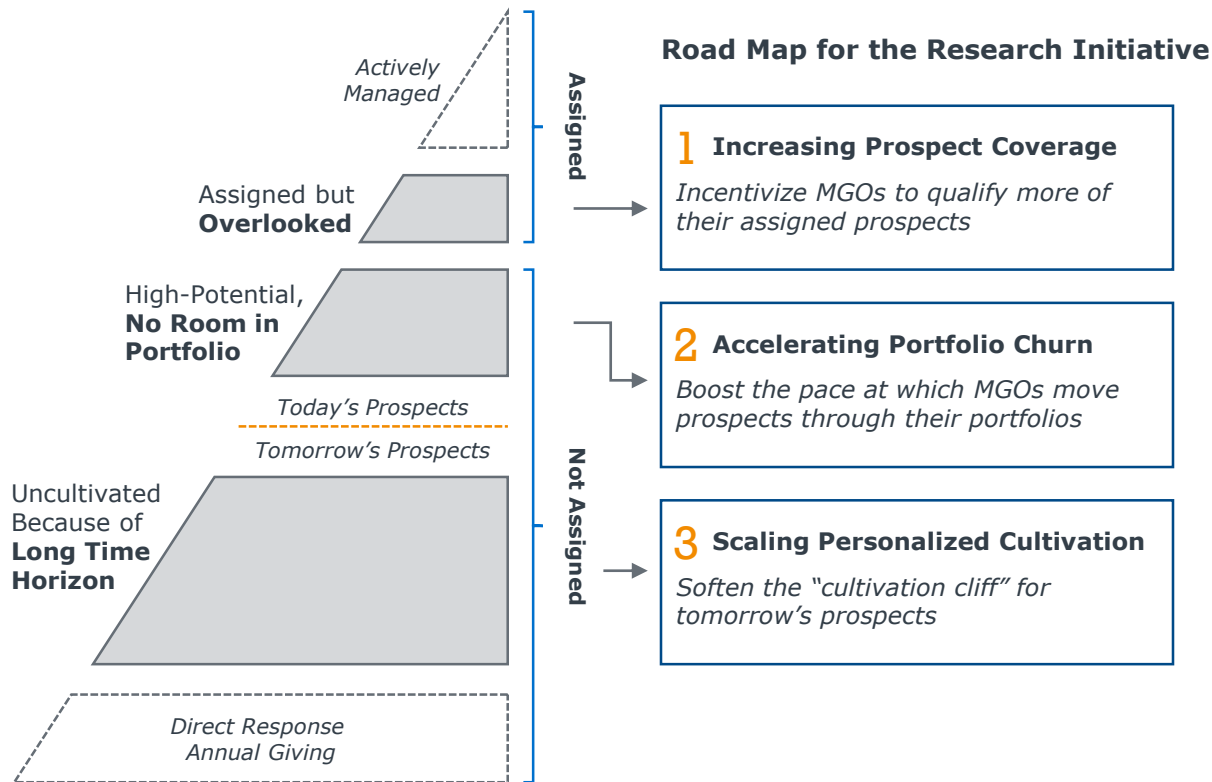 Actively
Managed
Assigned but
Overlooked
High-Potential,
No Room in
Portfolio
Today’s Prospects
Tomorrow’s Prospects
Uncultivated
Because of
Long Time
Horizon
Direct Response
Annual Giving
Assigned
Not Assigned
Road Map for the Research Initiative
1 Increasing Prospect Coverage
Incentivize MGOs to qualify more of
their assigned prospects
2 Accelerating Portfolio Churn
Boost the pace at which MGOs move
prospects through their portfolios
3 Scaling Personalized Cultivation
Soften the “cultivation cliff” for
tomorrow’s prospects